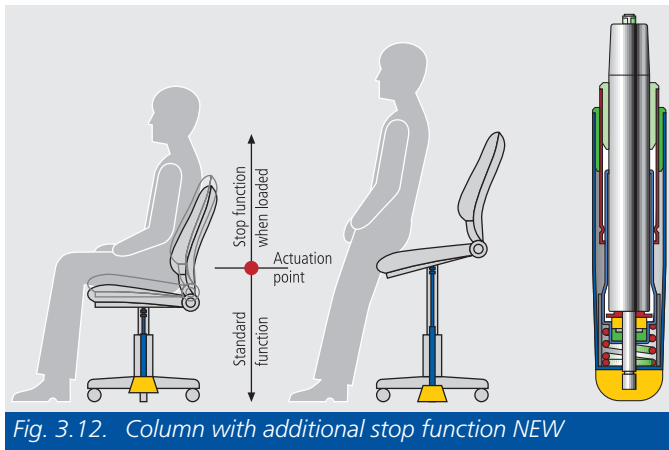 Stop function
when loaded
Actuation
point
Standard
function
Fig. 3.12. Column with additional stop function NEW